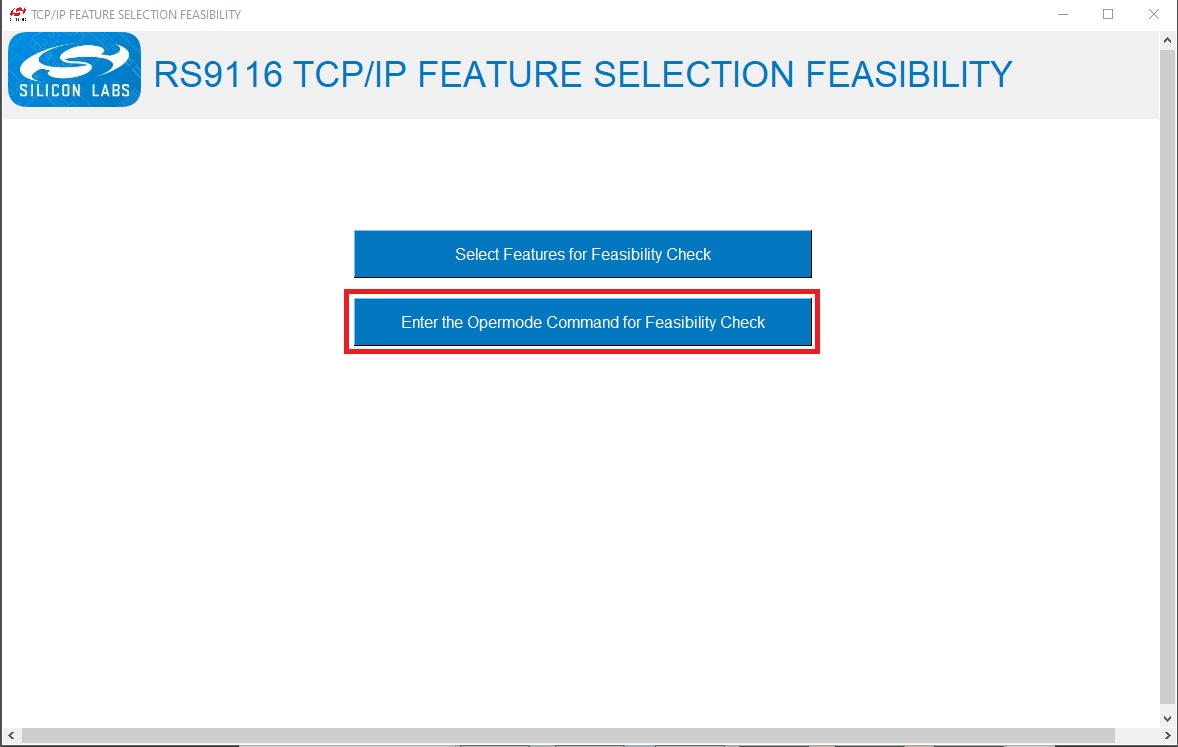 TCP/IP FEATURE SELECTION FEASIBILITY
SILICON LABS
RS9116 TCP/IP FEATURE SELECTION FEASIBILITY
Select Features for Feasibility Check
Enter the Opermode Command for Feasibility Check